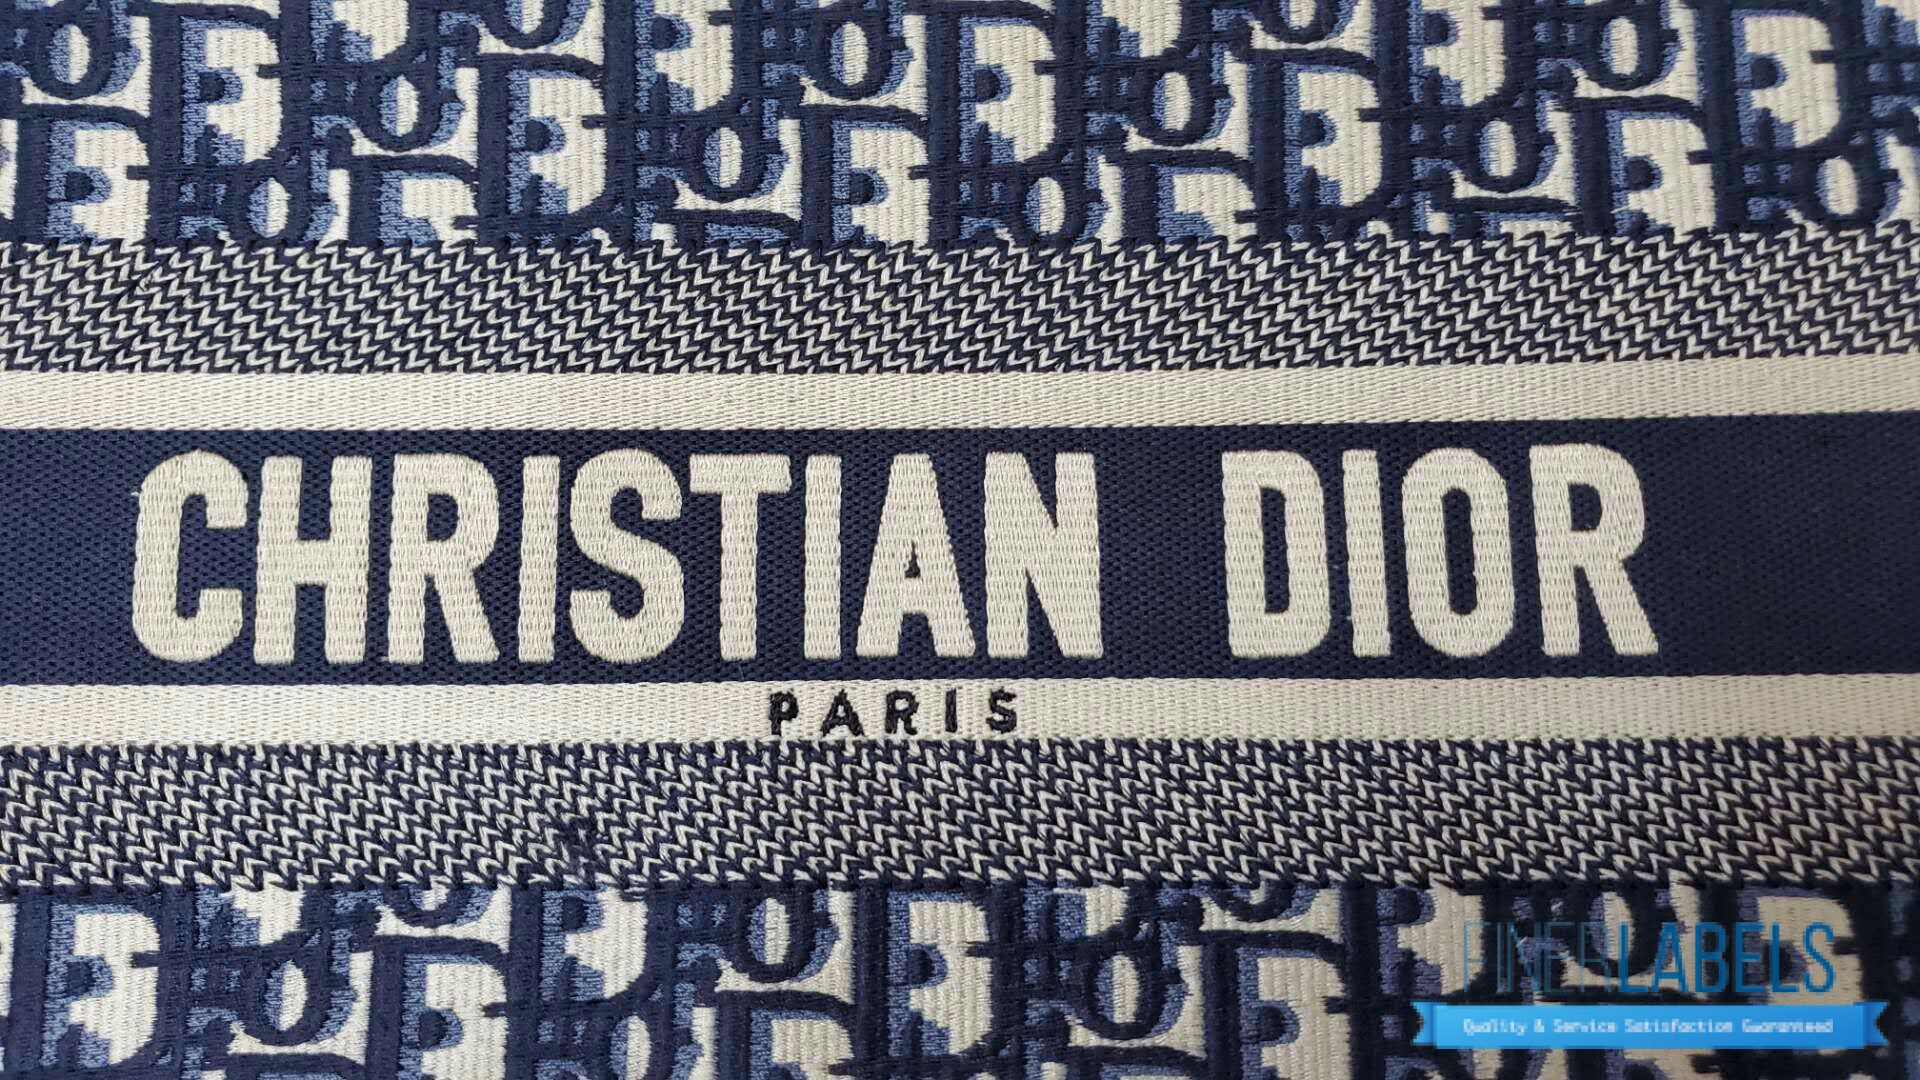 CHRISTIAN DIOR
PARIS
FINERLABELS
Quality & Service Satisfaction Guaranteed